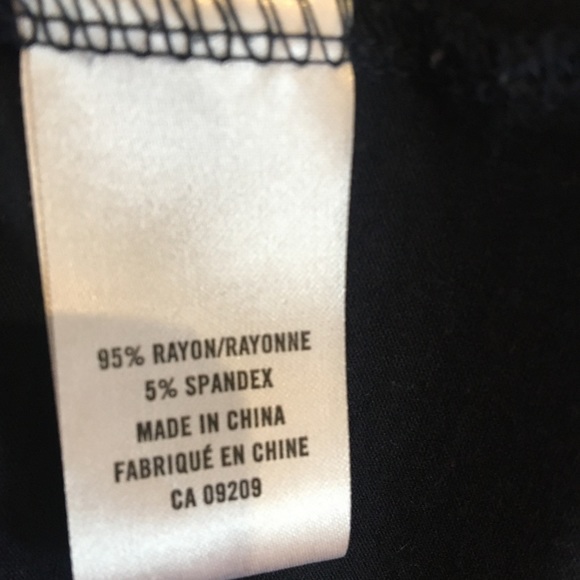 95% RAYON/RAYONNE
5% SPANDEX
MADE IN CHINA
FABRIQUÉ EN CHINE
CA 09209